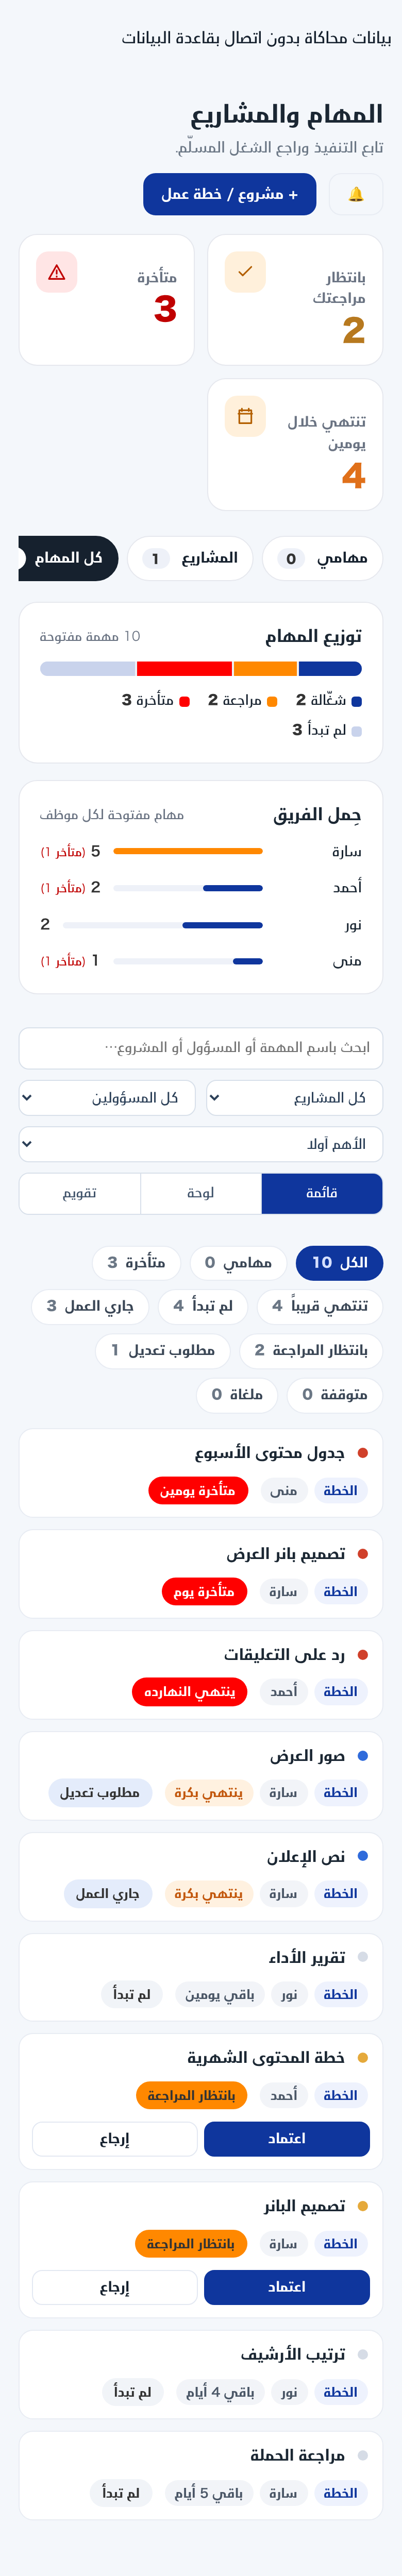 بيانات محاكاة بدون اتصال بقاعدة البيانات
المهام والمشاريع
تابع التنفيذ وراجع الشغل المسلّم.
+ مشروع / خطة عمل
بانتظار مراجعتك
2
متأخرة
3
تنتهي خلال يومين
4
مهامي 0
المشاريع 1
كل المهام
توزيع المهام
10 مهمة مفتوحة
شغّالة 2
مراجعة 2
متأخرة 3
لم تبدأ 3
حِمل الفريق
مهام مفتوحة لكل موظف
سارة 5 (متأخر 1)
أحمد 2 (متأخر 1)
نور 2
منى 1 (متأخر 1)
ابحث باسم المهمة أو المسؤول أو المشروع…
كل المشاريع
كل المسؤولين
الأهم أولًا
قائمة
لوحة
تقويم
الكل 10
مهامي 0
متأخرة 3
تنتهي قريباً 4
لم تبدأ 4
جاري العمل 3
بانتظار المراجعة 2
مطلوب تعديل 1
متوقفة 0
ملغاة 0
جدول محتوى الأسبوع
الخطة منى متأخرة يومين
تصميم بانر العرض
الخطة سارة متأخرة يوم
رد على التعليقات
الخطة أحمد ينتهي النهارده
صور العرض
الخطة سارة ينتهي بكرة مطلوب تعديل
نص الإعلان
الخطة سارة ينتهي بكرة جاري العمل
تقرير الأداء
الخطة نور باقي يومين لم تبدأ
خطة المحتوى الشهرية
الخطة أحمد بانتظار المراجعة
اعتماد
إرجاع
تصميم البانر
الخطة سارة بانتظار المراجعة
اعتماد
إرجاع
ترتيب الأرشيف
الخطة نور باقي 4 أيام لم تبدأ
مراجعة الحملة
الخطة سارة باقي 5 أيام لم تبدأ